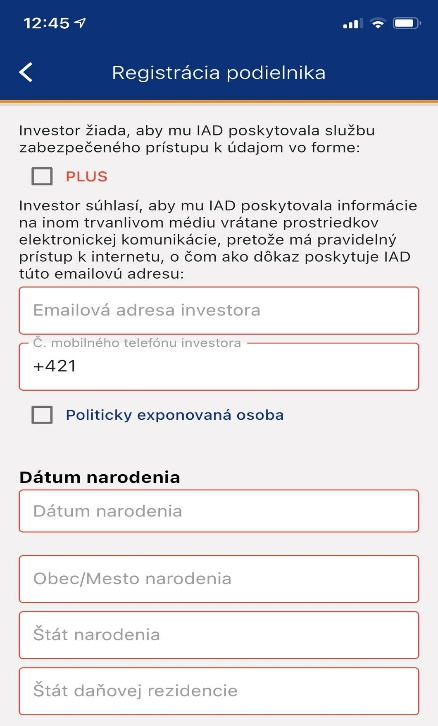 12:45
Registrácia podielnika
Investor žiada, aby mu IAD poskytovala službu
zabezpečeného prístupu k údajom vo forme:
PLUS
Investor súhlasí, aby mu IAD poskytovala informácie
na inom trvanlivom médiu vrátane prostriedkov
elektronickej komunikácie, pretože má pravidelný
prístup k internetu, o čom ako dôkaz poskytuje IAD
túto emailovú adresu:
Emailová adresa investora
Č. mobilného telefónu investora
+421
Politicky exponovaná osoba
Dátum narodenia
Dátum narodenia
Obec/Mesto narodenia
Štát narodenia
Štát daňovej rezidencie